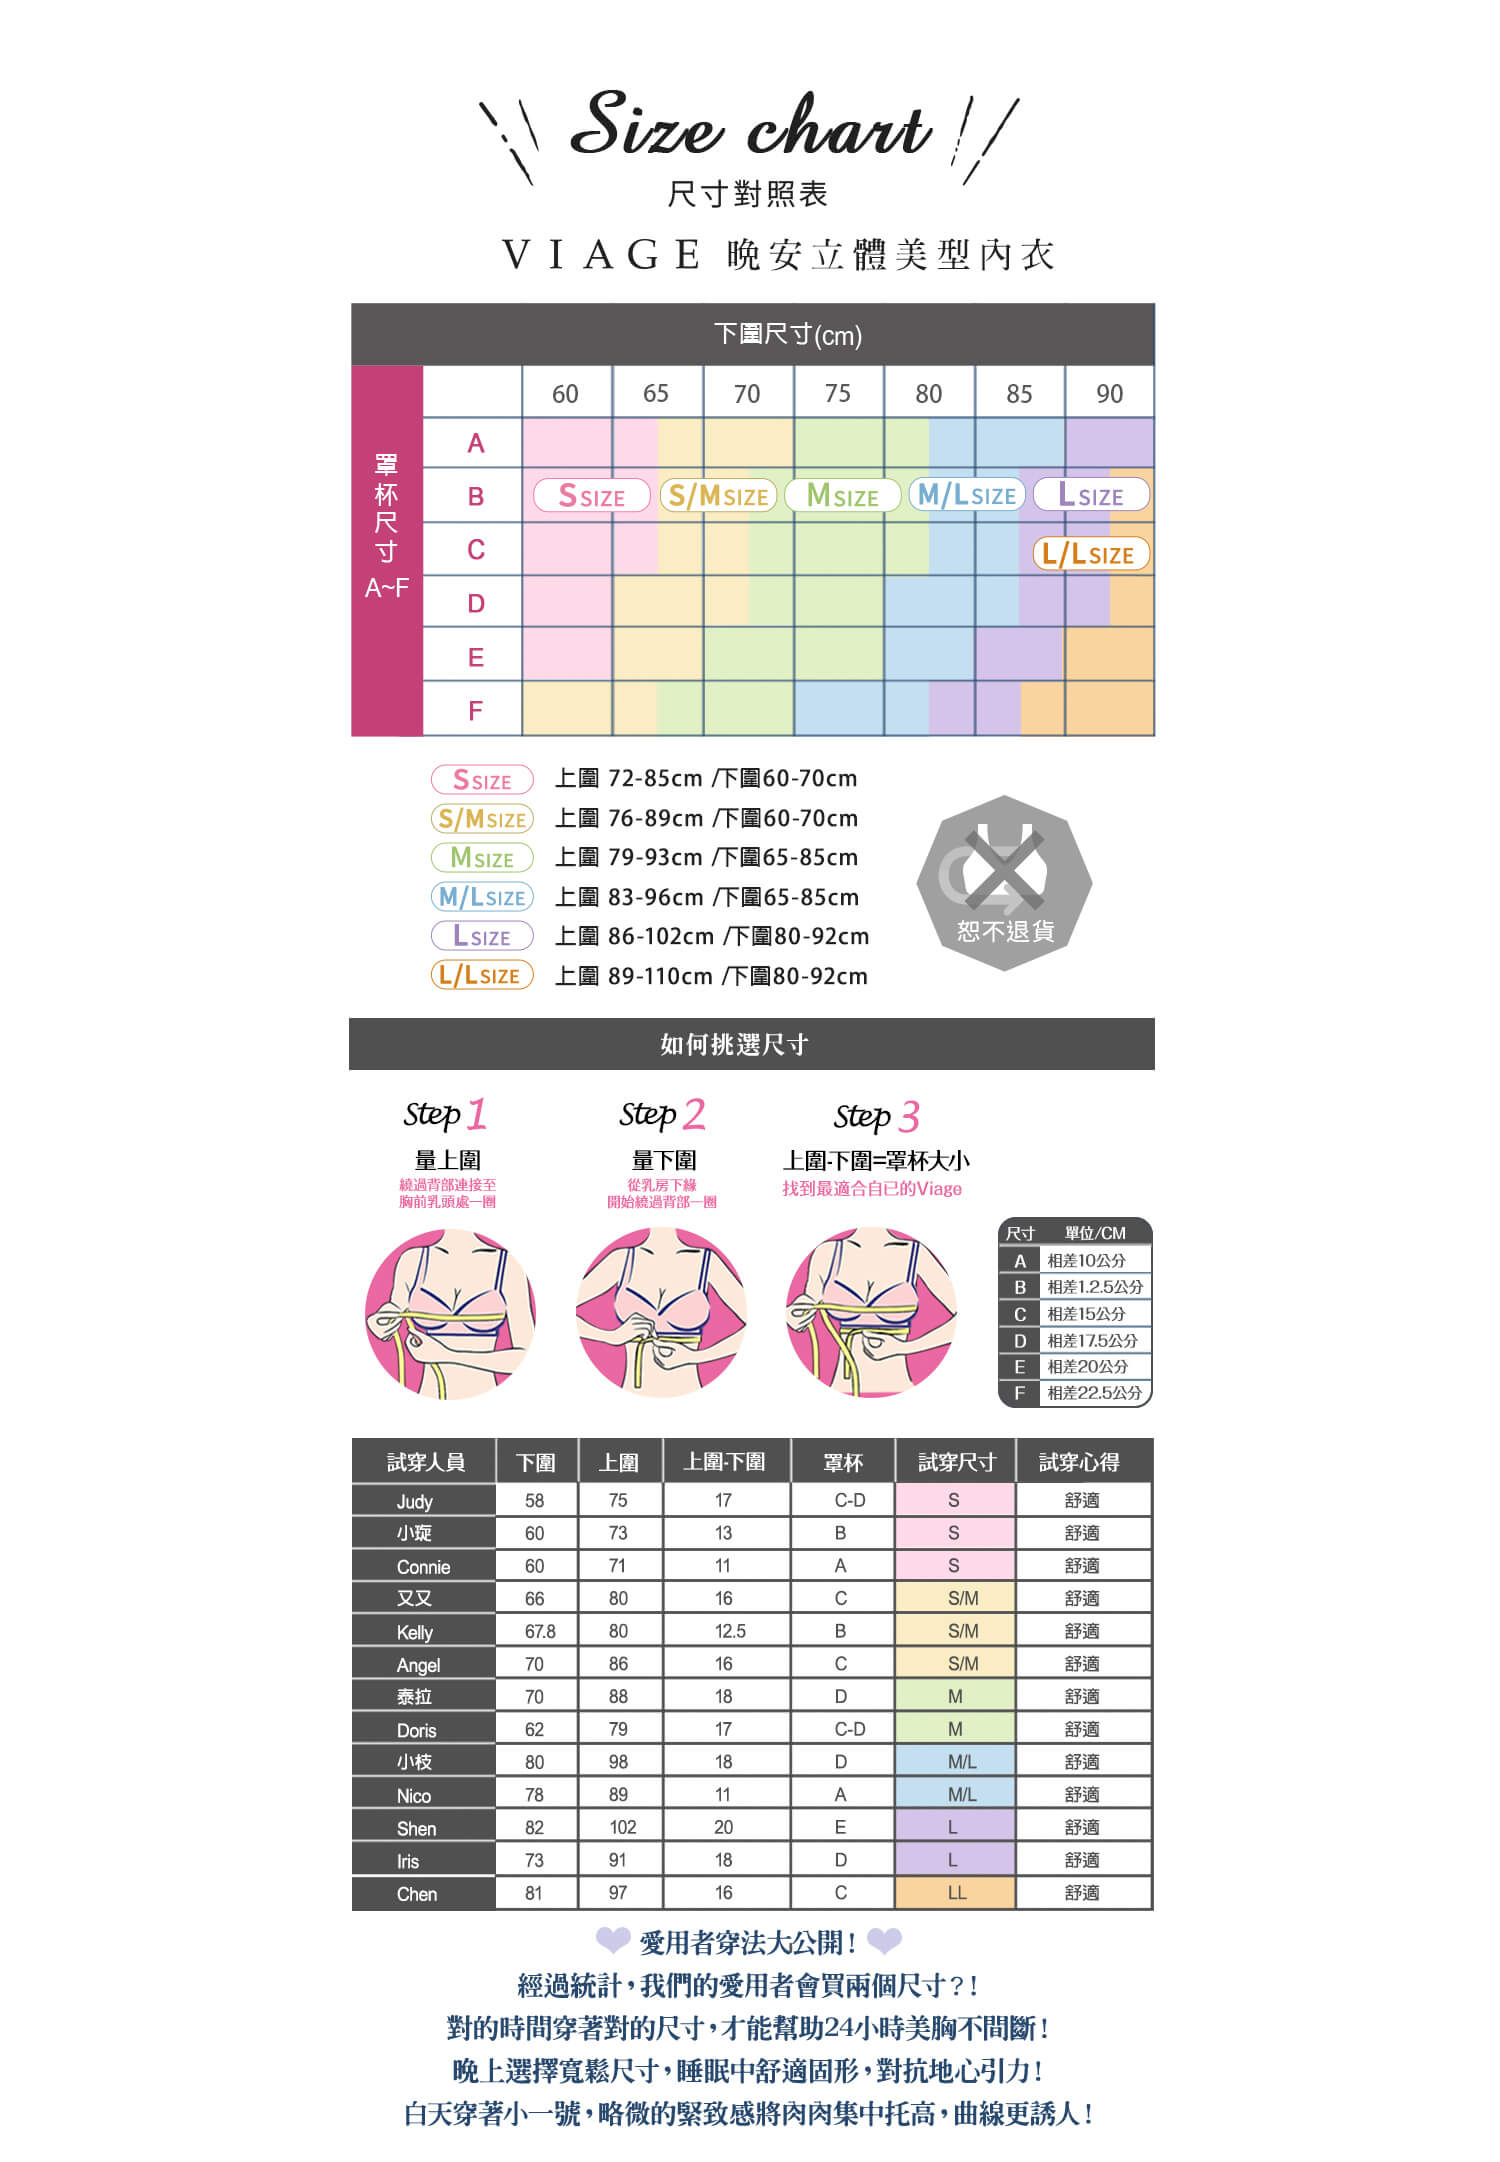 Size chart
尺寸對照表
VIAGE 晚安立體美型內衣
下圍尺寸(cm)
60 65 70 75 80 85 90
罩杯尺寸 A~F
A
B
S SIZE S/M SIZE M SIZE M/L SIZE L SIZE
C
L/L SIZE
D
E
F
S SIZE 上圍 72-85cm /下圍60-70cm
S/M SIZE 上圍 76-89cm /下圍60-70cm
M SIZE 上圍 79-93cm /下圍65-85cm
M/L SIZE 上圍 83-96cm /下圍65-85cm
L SIZE 上圍 86-102cm /下圍80-92cm
L/L SIZE 上圍 89-110cm /下圍80-92cm
恕不退貨
如何挑選尺寸
Step 1
量上圍
繞過背部連接至
胸前乳頭處一圈
Step 2
量下圍
從乳房下緣
開始繞過背部一圈
Step 3
上圍-下圍=罩杯大小
找到最適合自已的Viage
尺寸 單位/CM
A 相差10公分
B 相差1.2.5公分
C 相差15公分
D 相差17.5公分
E 相差20公分
F 相差22.5公分
試穿人員 下圍 上圍 上圍-下圍 罩杯 試穿尺寸 試穿心得
Judy 58 75 17 C-D S 舒適
小琁 60 73 13 B S 舒適
Connie 60 71 11 A S 舒適
又又 66 80 16 C S/M 舒適
Kelly 67.8 80 12.5 B S/M 舒適
Angel 70 86 16 C S/M 舒適
泰拉 70 88 18 D M 舒適
Doris 62 79 17 C-D M 舒適
小枝 80 98 18 D M/L 舒適
Nico 78 89 11 A M/L 舒適
Shen 82 102 20 E L 舒適
Iris 73 91 18 D L 舒適
Chen 81 97 16 C LL 舒適
愛用者穿法大公開!
經過統計,我們的愛用者會買兩個尺寸?!
對的時間穿著對的尺寸,才能幫助24小時美胸不間斷!
晚上選擇寬鬆尺寸,睡眠中舒適固形,對抗地心引力!
白天穿著小一號,略微的緊致感將肉肉集中托高,曲線更誘人!